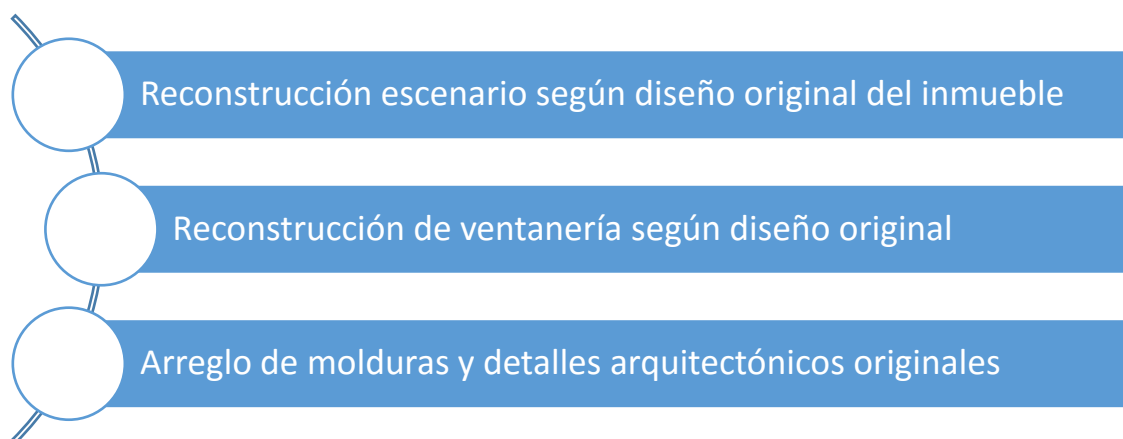 Reconstrucción escenario según diseño original del inmueble
Reconstrucción de ventanería según diseño original
Arreglo de molduras y detalles arquitectónicos originales